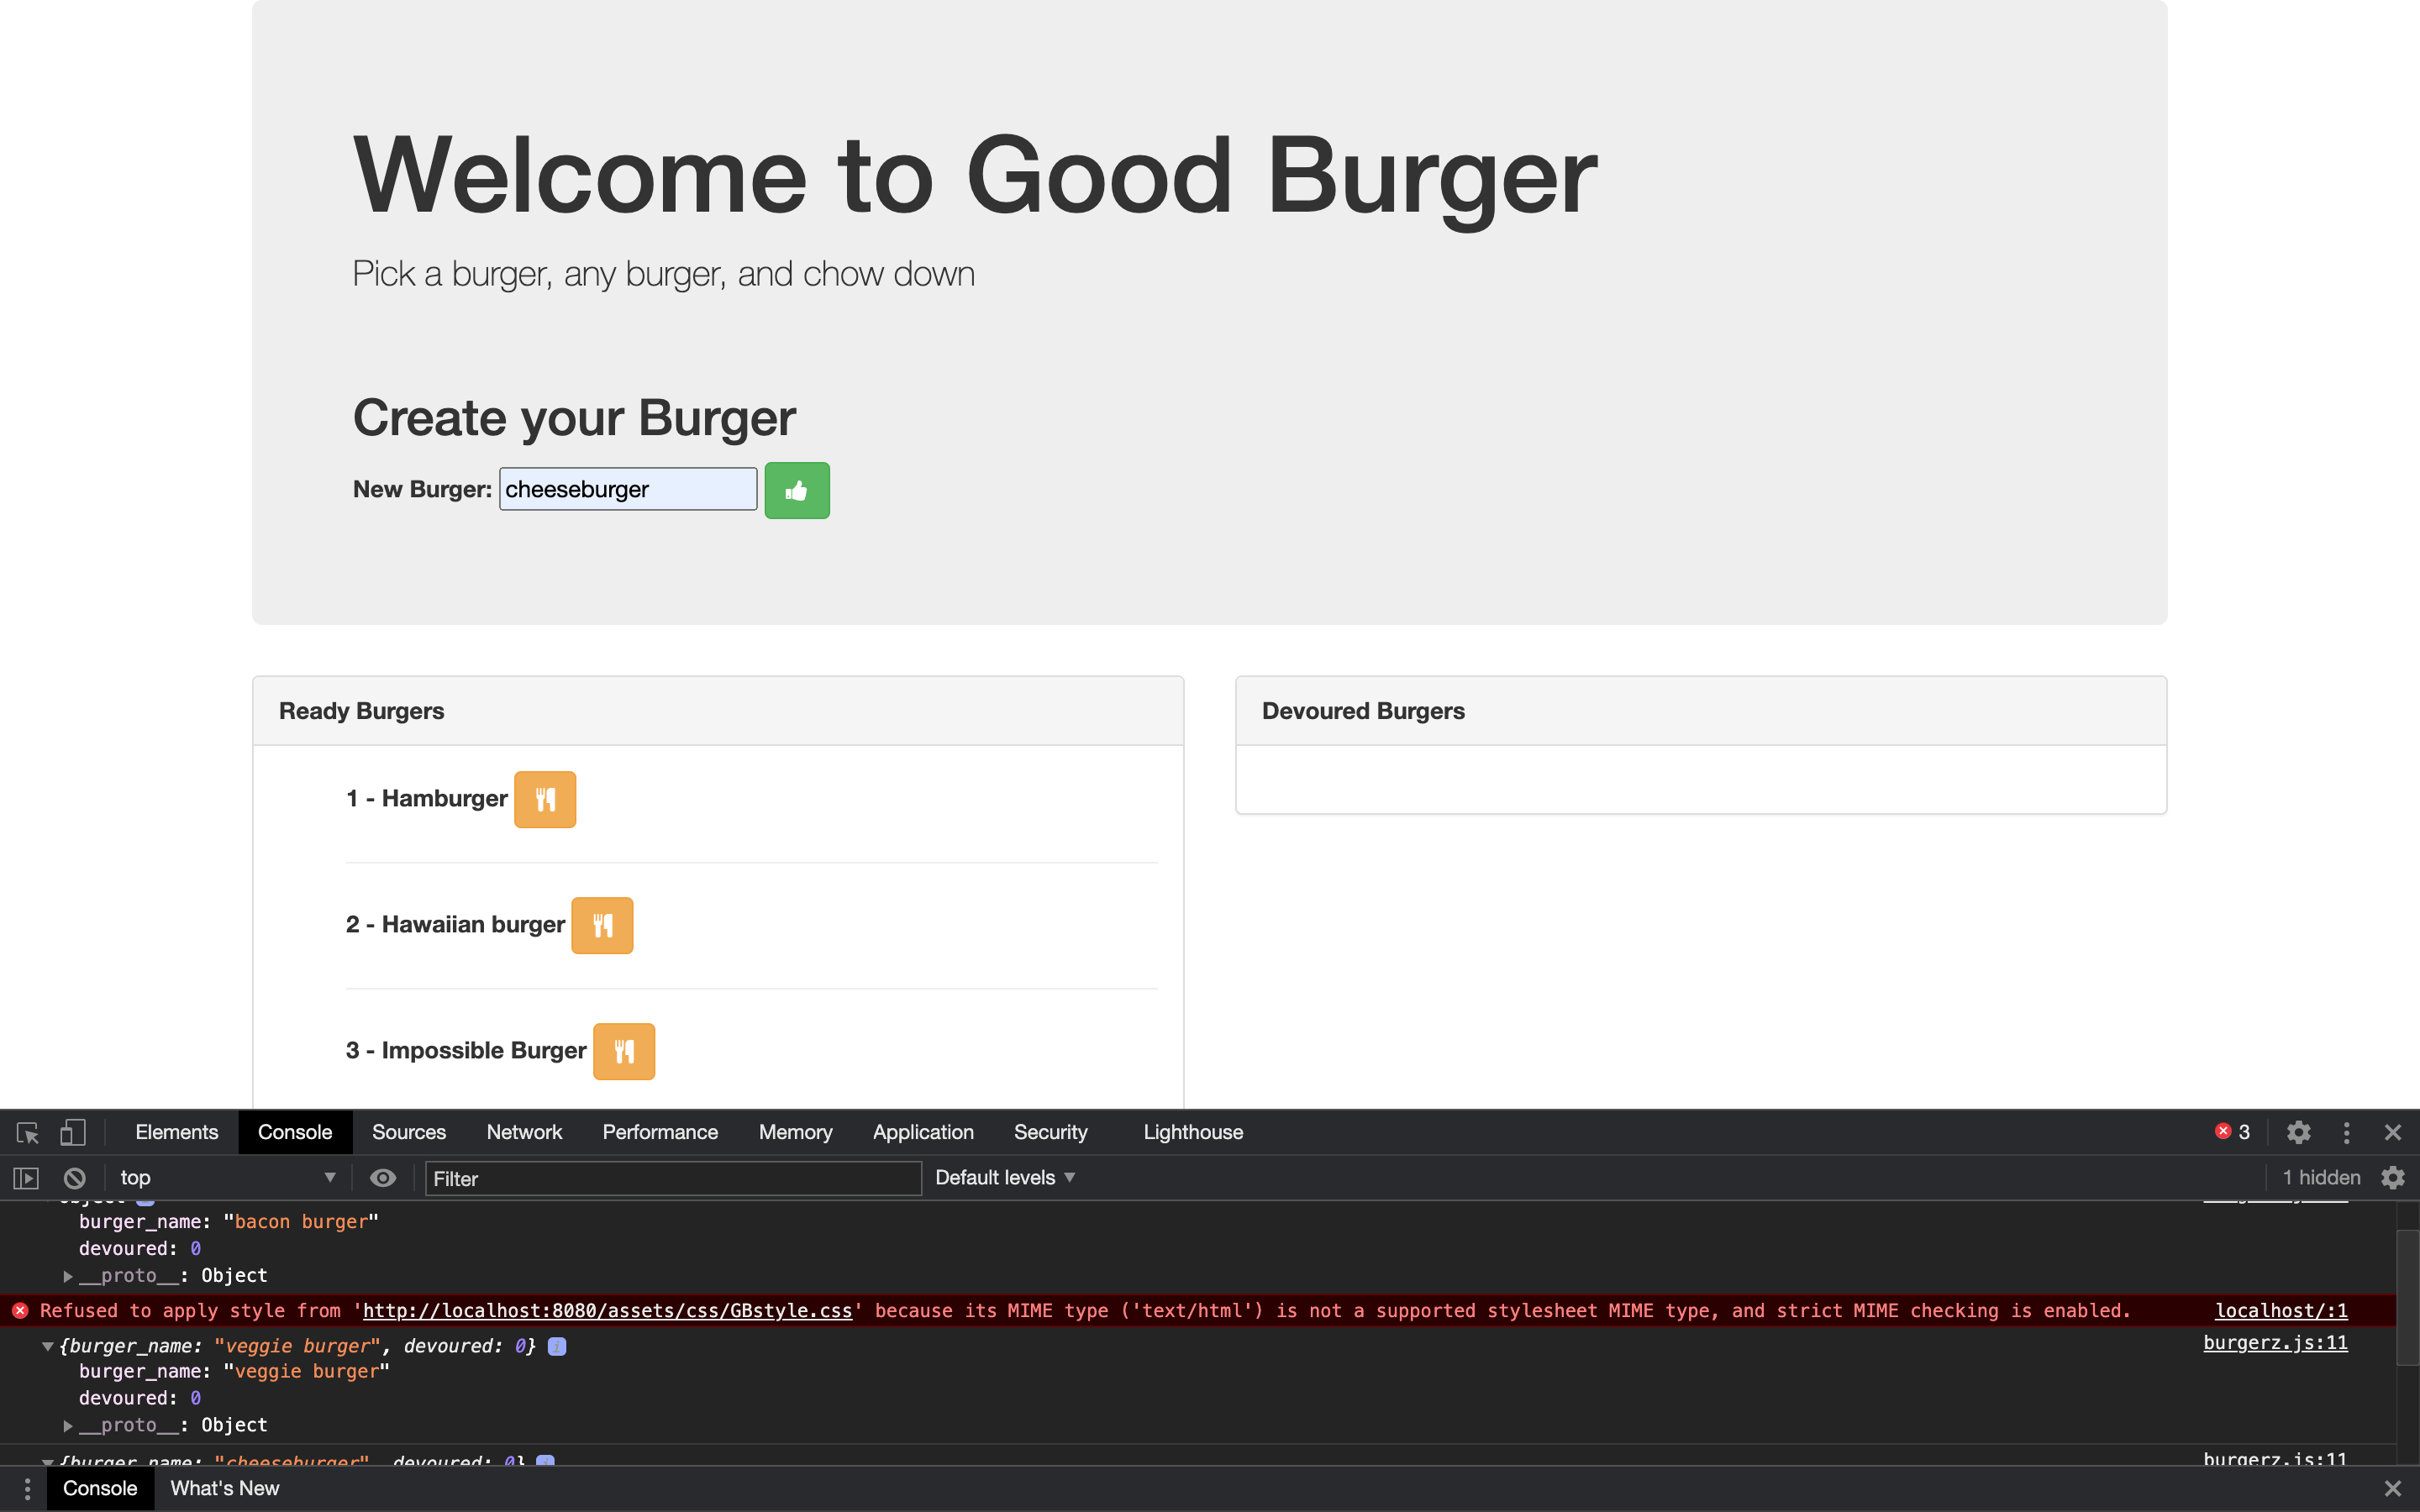 Welcome to Good Burger
Pick a burger, any burger, and chow down
Create your Burger
New Burger: cheeseburger
Ready Burgers
Devoured Burgers
1 - Hamburger
2 - Hawaiian burger
3 - Impossible Burger
Elements Console Sources Network Performance Memory Application Security Lighthouse 3
top Filter Default levels 1 hidden
burger_name: "bacon burger"
devoured: 0
__proto__: Object
Refused to apply style from 'http://localhost:8080/assets/css/GBstyle.css' because its MIME type ('text/html') is not a supported stylesheet MIME type, and strict MIME checking is enabled. localhost/:1
{burger_name: "veggie burger", devoured: 0} burgerz.js:11
burger_name: "veggie burger"
devoured: 0
__proto__: Object
{burger_name: "cheeseburger", devoured: 0} burgerz.js:11
Console What's New